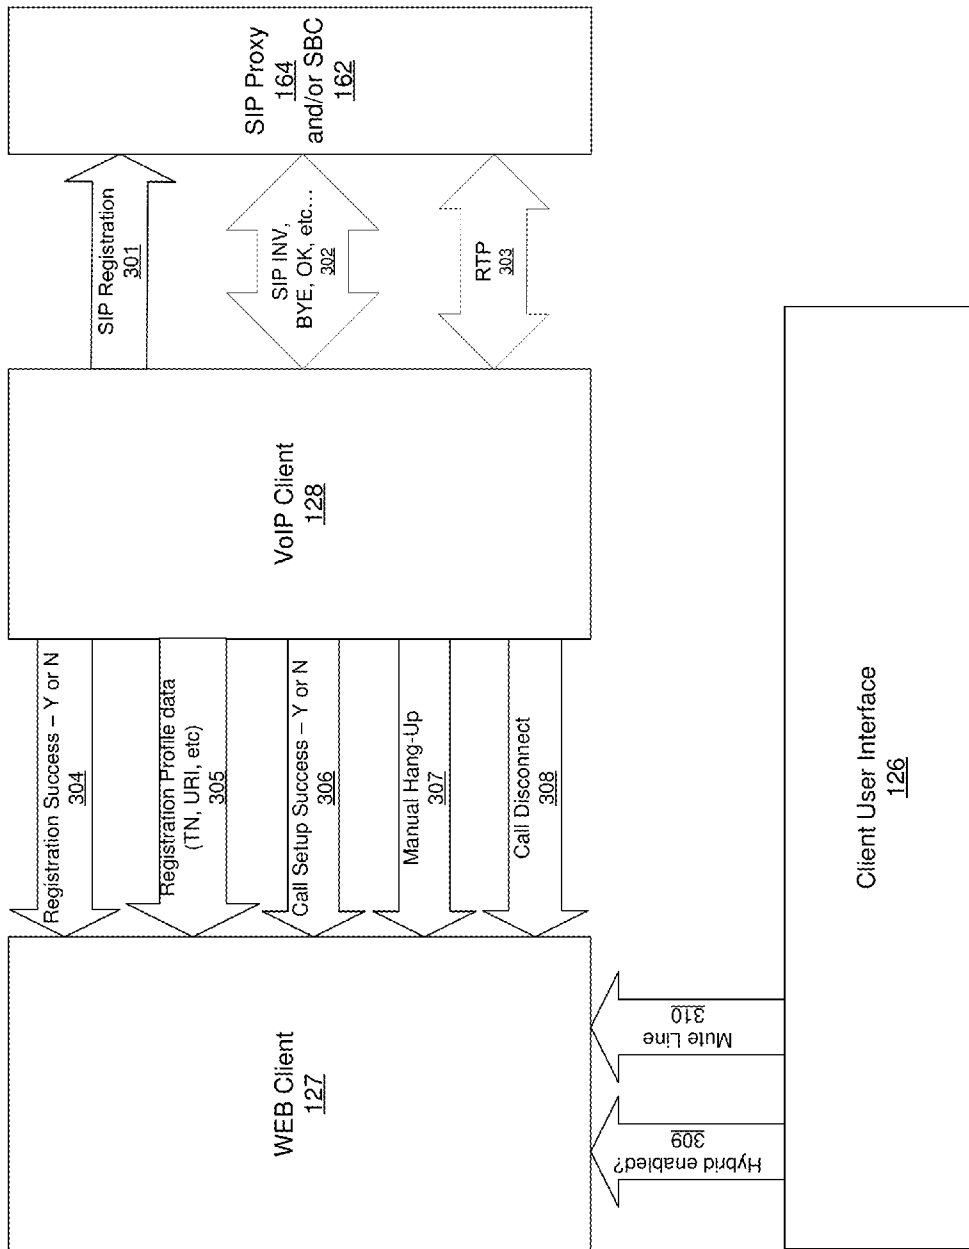 WEB Client
127
Registration Success – Y or N
304
Registration Profile data
(TN, URI, etc)
305
Call Setup Success – Y or N
306
Manual Hang-Up
307
Call Disconnect
308
VoIP Client
128
SIP Registration
301
SIP INV,
BYE, OK, etc...
302
RTP
303
SIP Proxy
164
and/or SBC
162
Hybrid enabled?
309
Mute Line
310
Client User Interface
126